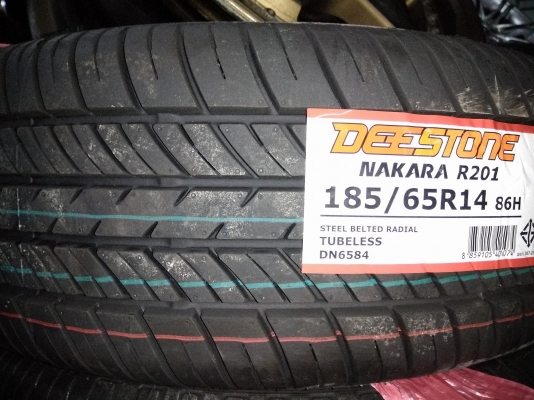 DEESTONE
NAKARA R201
185/65R14 86H
STEEL BELTED RADIAL
TUBELESS
DN6584